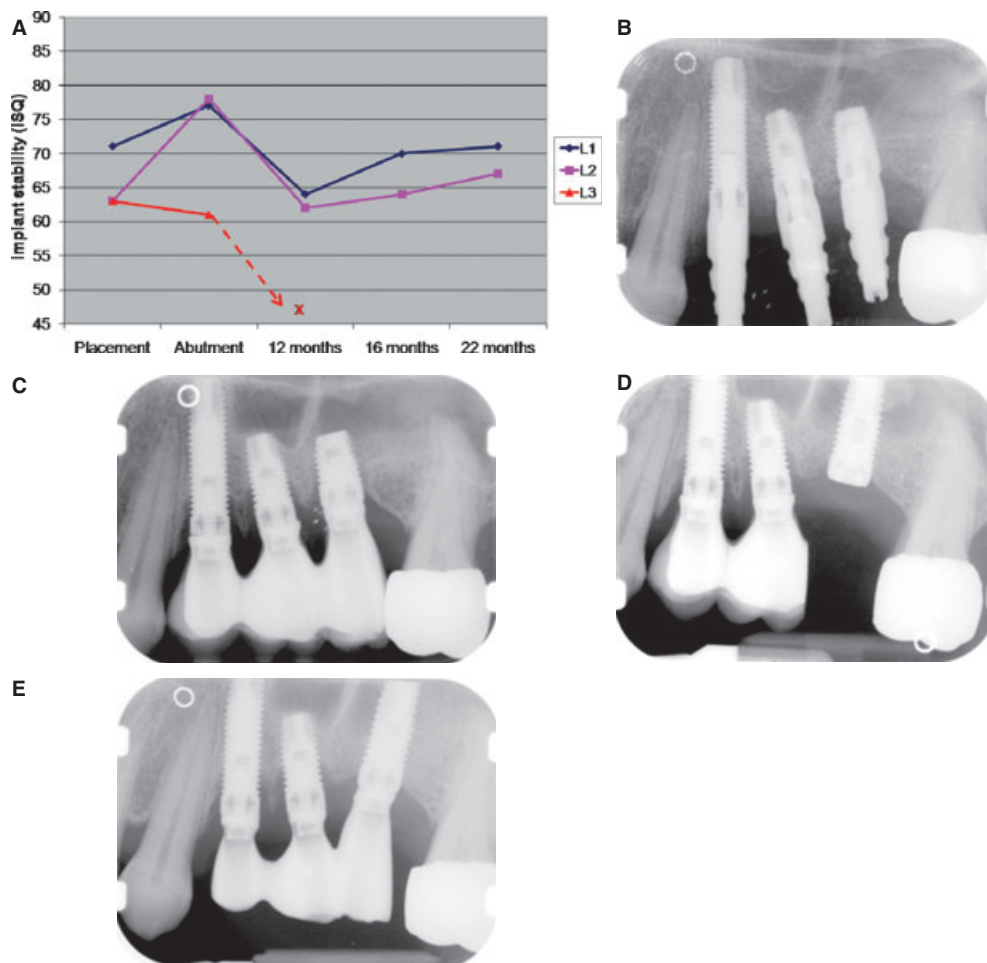 A
Implant stability (ISQ)
90
85
80
75
70
65
60
55
50
45
Placement
Abutment
12 months
16 months
22 months
L1
L2
L3
X
B
C
D
E